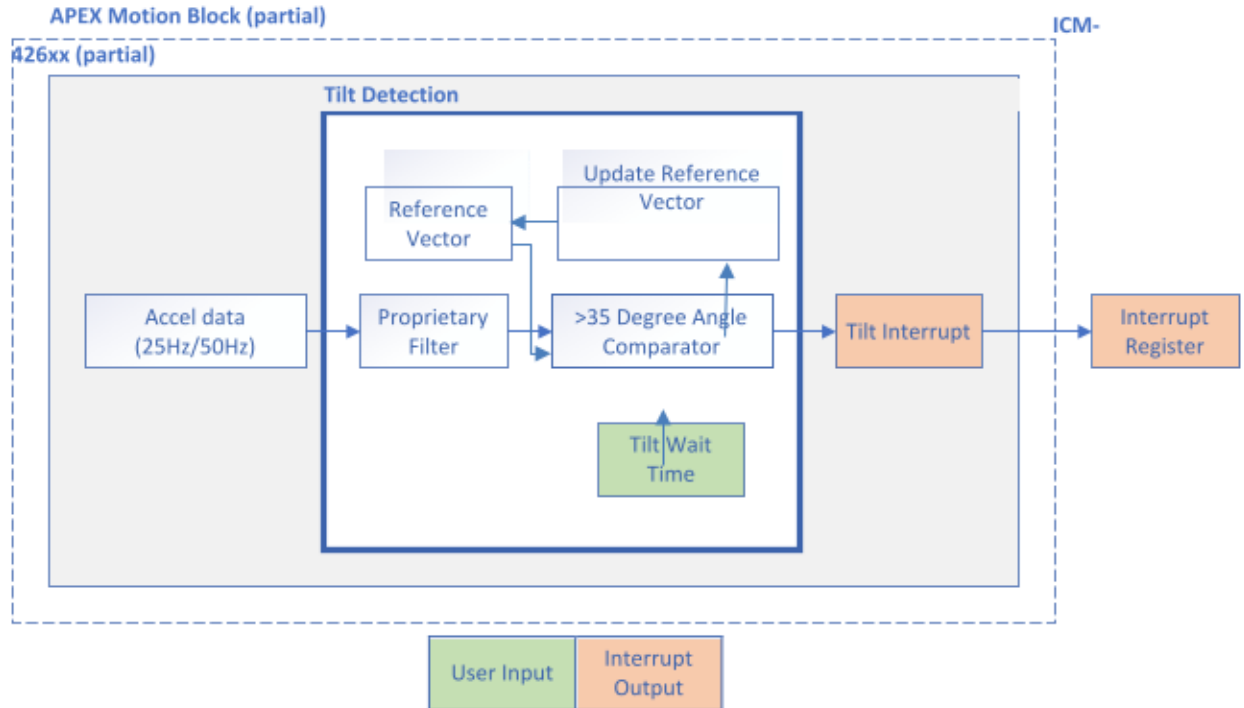 APEX Motion Block (partial)
ICM-
426xx (partial)
Tilt Detection
Update Reference
Vector
Reference
Vector
Accel data
(25Hz/50Hz)
Proprietary
Filter
>35 Degree Angle
Comparator
Tilt Interrupt
Interrupt
Register
Tilt Wait
Time
User Input
Interrupt
Output